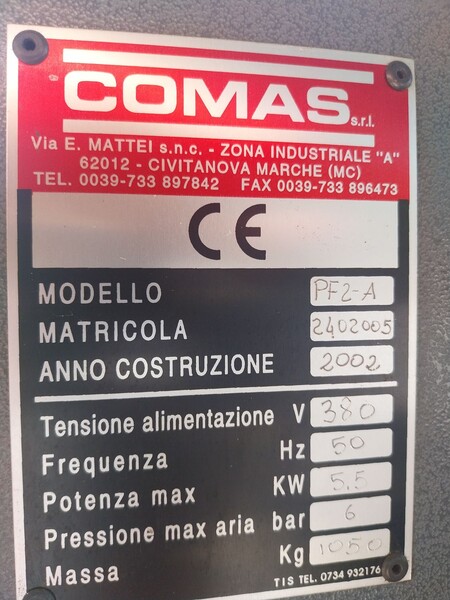 COMAS s.r.l.
Via E. MATTEI s.n.c. - ZONA INDUSTRIALE "A"
62012 - CIVITANOVA MARCHE (MC)
TEL. 0039-733 897842 FAX 0039-733 896473
CE
MODELLO PF2-A
MATRICOLA 2402005
ANNO COSTRUZIONE 2002
Tensione alimentazione V 380
Frequenza Hz 50
Potenza max KW 5.5
Pressione max aria bar 6
Massa Kg 1050
TIS TEL. 0734 932176